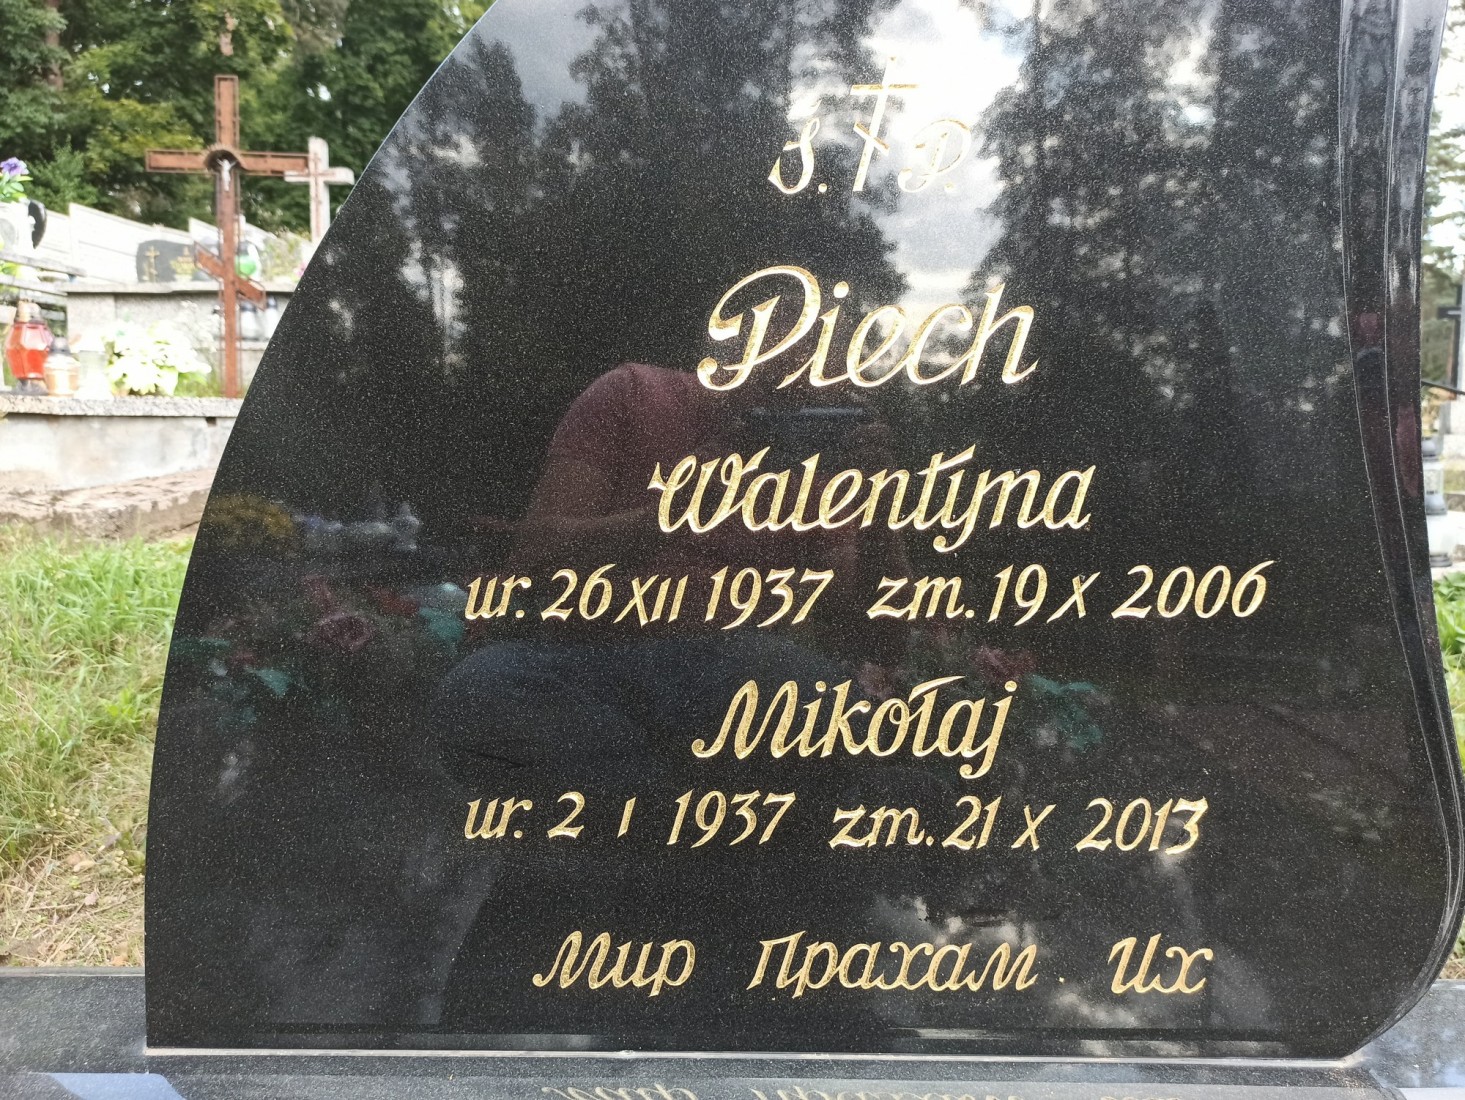 Ś. P.
Piech
Walentyna
ur. 26 XII 1937 zm. 19 X 2006
Mikołaj
ur. 2 I 1937 zm. 21 X 2013
Мир Прахам Их